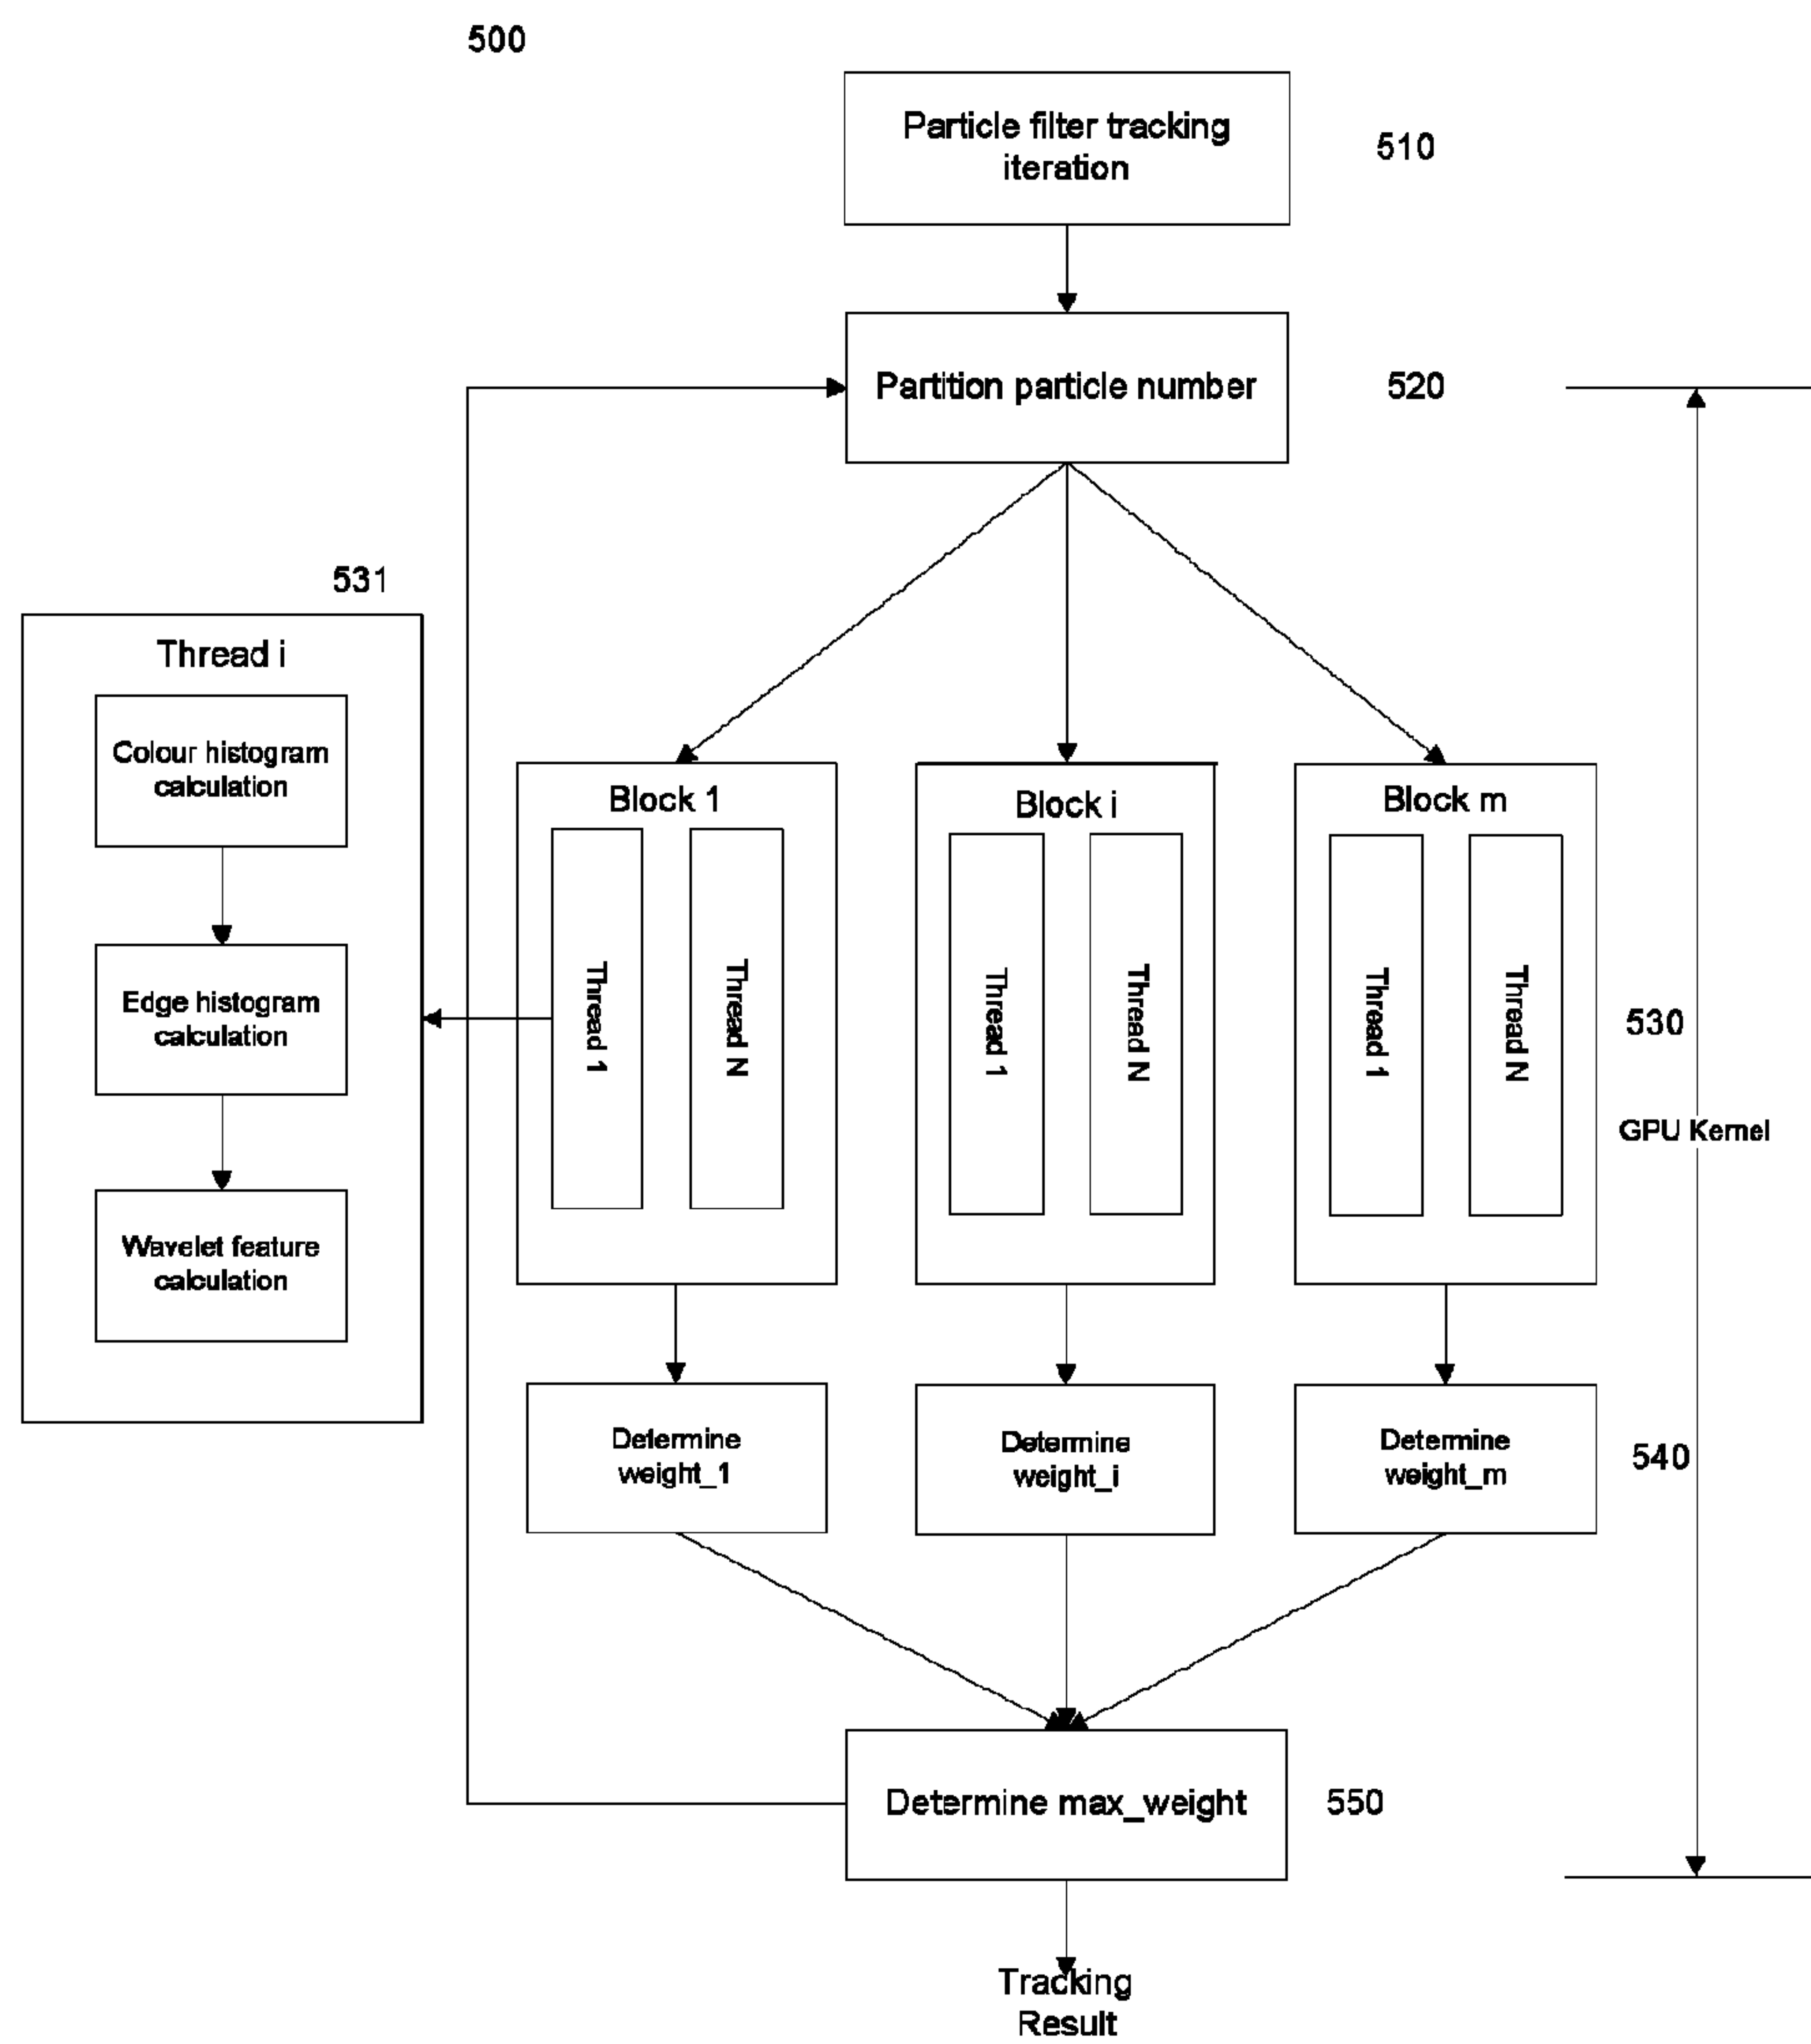 500
Particle filter tracking
iteration
510
Partition particle number
520
531
Thread i
Colour histogram
calculation
Edge histogram
calculation
Wavelet feature
calculation
Block 1
Thread 1
Thread N
Block i
Thread 1
Thread N
Block m
Thread 1
Thread N
530
GPU Kernel
Determine
weight_1
Determine
weight_i
Determine
weight_m
540
Determine max_weight
550
Tracking
Result